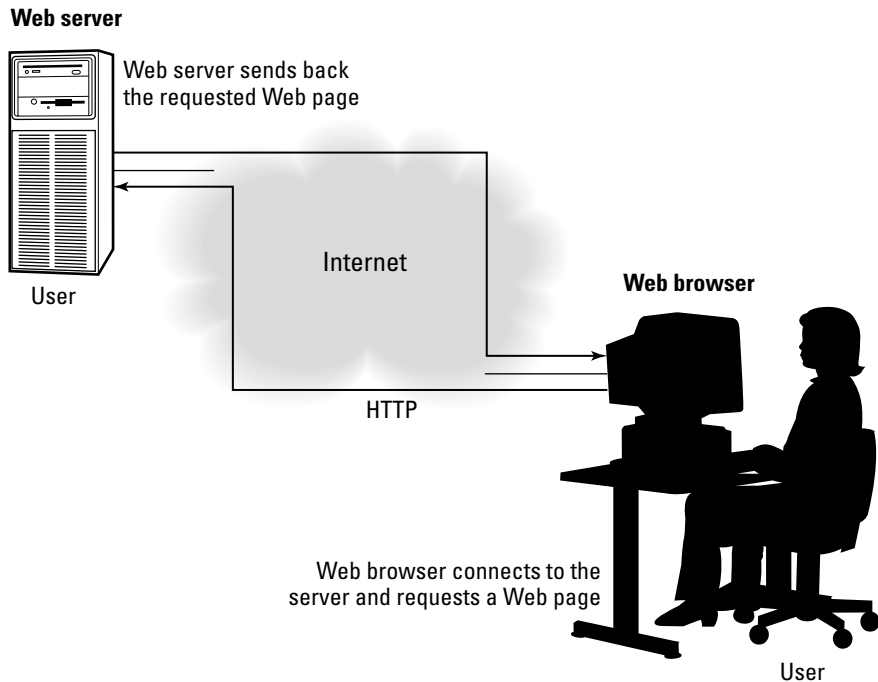 Web server
Web server sends back
the requested Web page
Internet
User
Web browser
HTTP
Web browser connects to the
server and requests a Web page
User